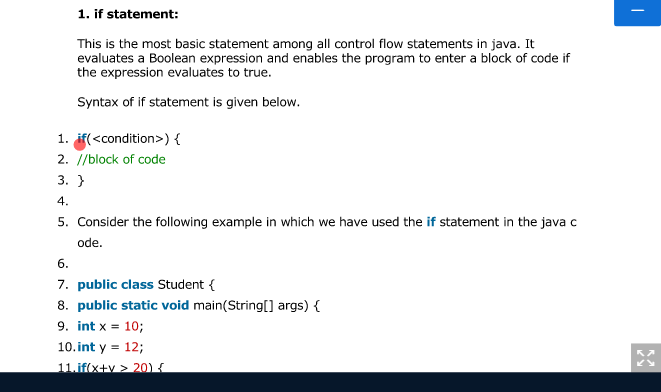 1. if statement:
This is the most basic statement among all control flow statements in java. It
evaluates a Boolean expression and enables the program to enter a block of code if
the expression evaluates to true.
Syntax of if statement is given below.
1. if(<condition>) {
2. //block of code
3. }
4.
5. Consider the following example in which we have used the if statement in the java c
ode.
6.
7. public class Student {
8. public static void main(String[] args) {
9. int x = 10;
10. int y = 12;
11. if(x+y > 20) {